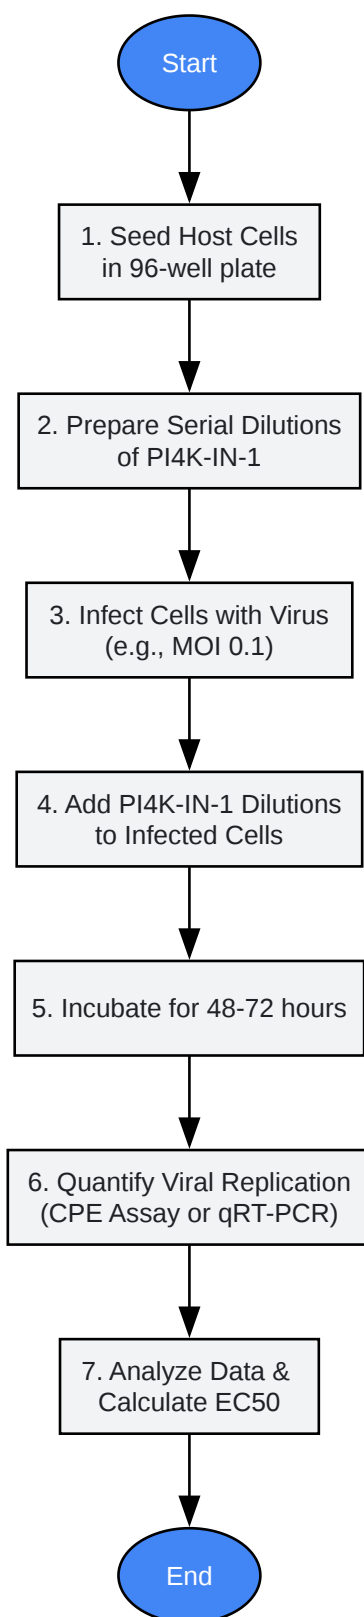 Start
1. Seed Host Cells
in 96-well plate
2. Prepare Serial Dilutions
of PI4K-IN-1
3. Infect Cells with Virus
(e.g., MOI 0.1)
4. Add PI4K-IN-1 Dilutions
to Infected Cells
5. Incubate for 48-72 hours
6. Quantify Viral Replication
(CPE Assay or qRT-PCR)
7. Analyze Data &
Calculate EC50
End